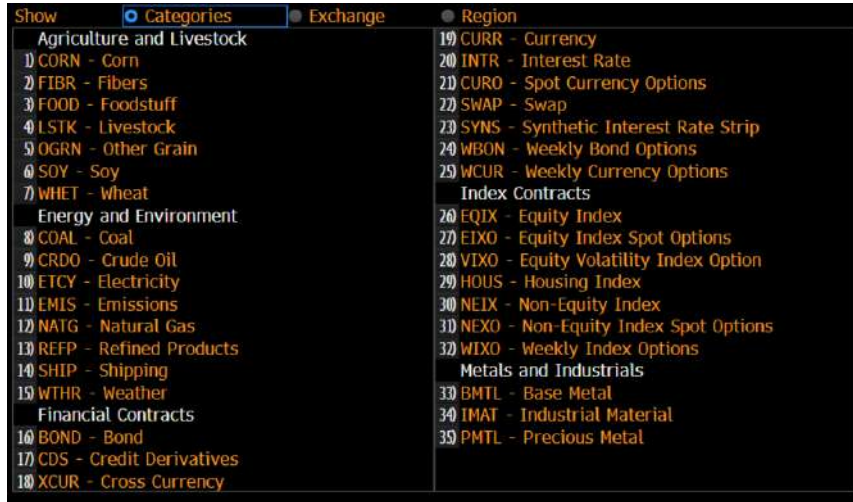 Show Categories Exchange Region
Agriculture and Livestock
1) CORN - Corn
2) FIBR - Fibers
3) FOOD - Foodstuff
4) LSTK - Livestock
5) OGRN - Other Grain
6) SOY - Soy
7) WHET - Wheat
Energy and Environment
8) COAL - Coal
9) CRDO - Crude Oil
10) ETCY - Electricity
11) EMIS - Emissions
12) NATG - Natural Gas
13) REFP - Refined Products
14) SHIP - Shipping
15) WTHR - Weather
Financial Contracts
16) BOND - Bond
17) CDS - Credit Derivatives
18) XCUR - Cross Currency
19) CURR - Currency
20) INTR - Interest Rate
21) CURO - Spot Currency Options
22) SWAP - Swap
23) SYNS - Synthetic Interest Rate Strip
24) WBON - Weekly Bond Options
25) WCUR - Weekly Currency Options
Index Contracts
26) EQIX - Equity Index
27) EIXO - Equity Index Spot Options
28) VIXO - Equity Volatility Index Option
29) HOUS - Housing Index
30) NEIX - Non-Equity Index
31) NEXO - Non-Equity Index Spot Options
32) WIXO - Weekly Index Options
Metals and Industrials
33) BMTL - Base Metal
34) IMAT - Industrial Material
35) PMTL - Precious Metal